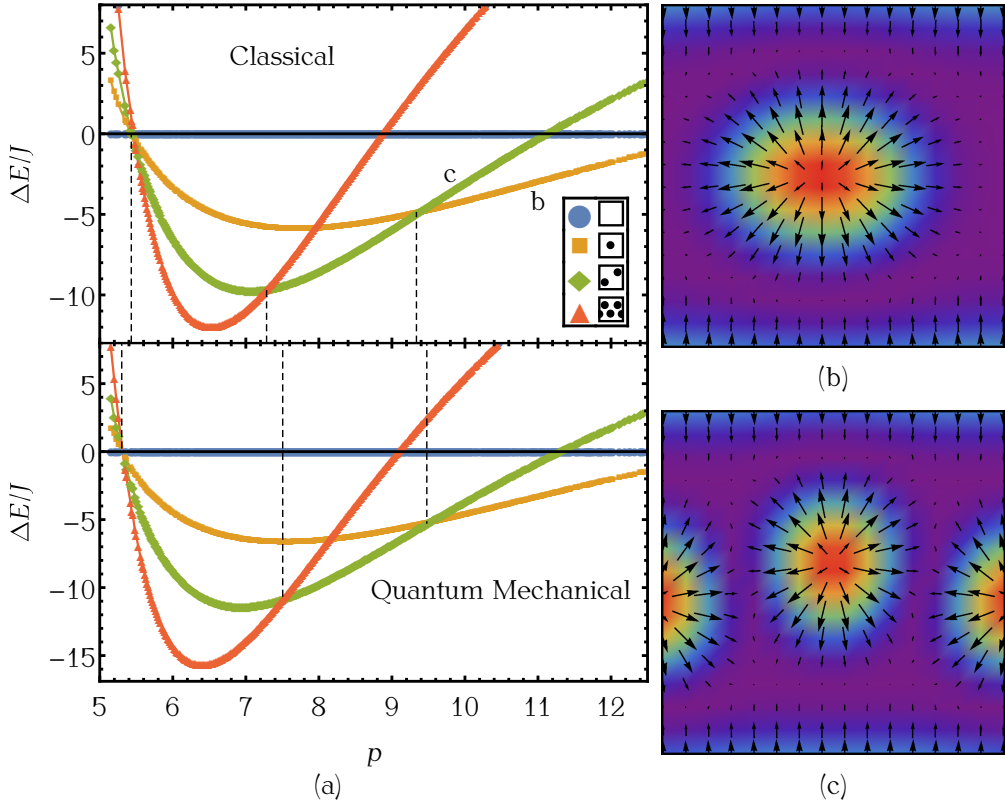 Classical
ΔE/J
5
0
−5
−10
c
b
Quantum Mechanical
ΔE/J
5
0
−5
−10
−15
5 6 7 8 9 10 11 12
p
(a)
(b)
(c)